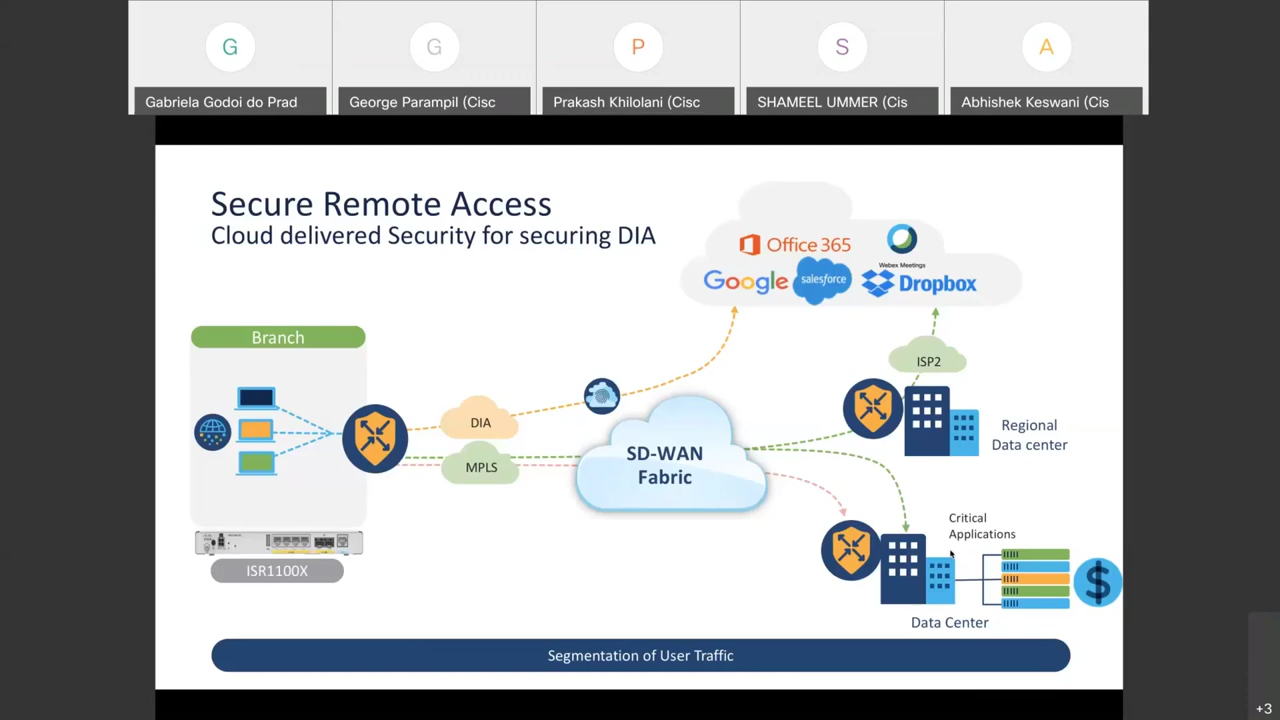 G
G
P
S
A
Gabriela Godoi do Prad
George Parampil (Cisc
Prakash Khilolani (Cisc
SHAMEEL UMMER (Cis
Abhishek Keswani (Cis
Secure Remote Access
Cloud delivered Security for securing DIA
Office 365
Webex Meetings
Google
salesforce
Dropbox
Branch
ISP2
DIA
MPLS
SD-WAN
Fabric
Regional
Data center
Critical
Applications
$
ISR1100X
Data Center
Segmentation of User Traffic
+3